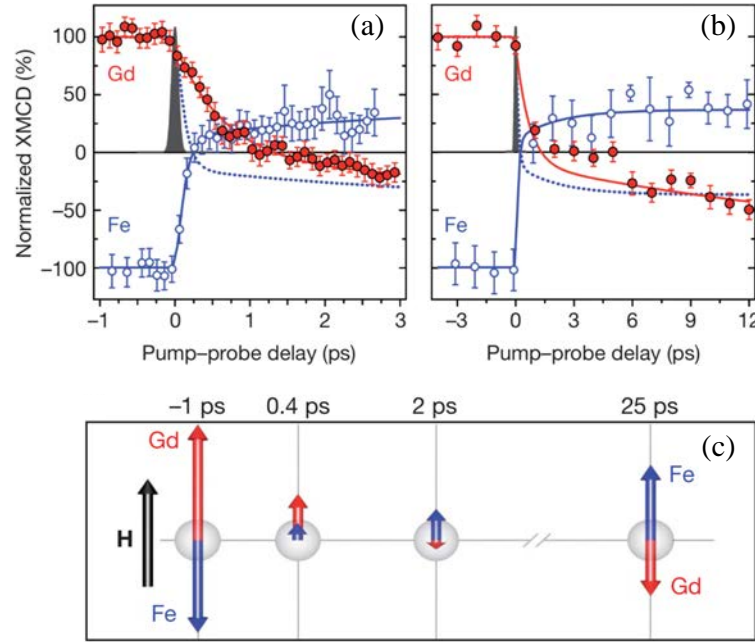 (a)
(b)
Normalized XMCD (%)
100
50
0
−50
−100
Gd
Fe
Gd
Fe
−1 0 1 2 3
−3 0 3 6 9 12
Pump–probe delay (ps)
Pump–probe delay (ps)
−1 ps 0.4 ps 2 ps 25 ps
(c)
Gd
Fe
H
Fe
Gd